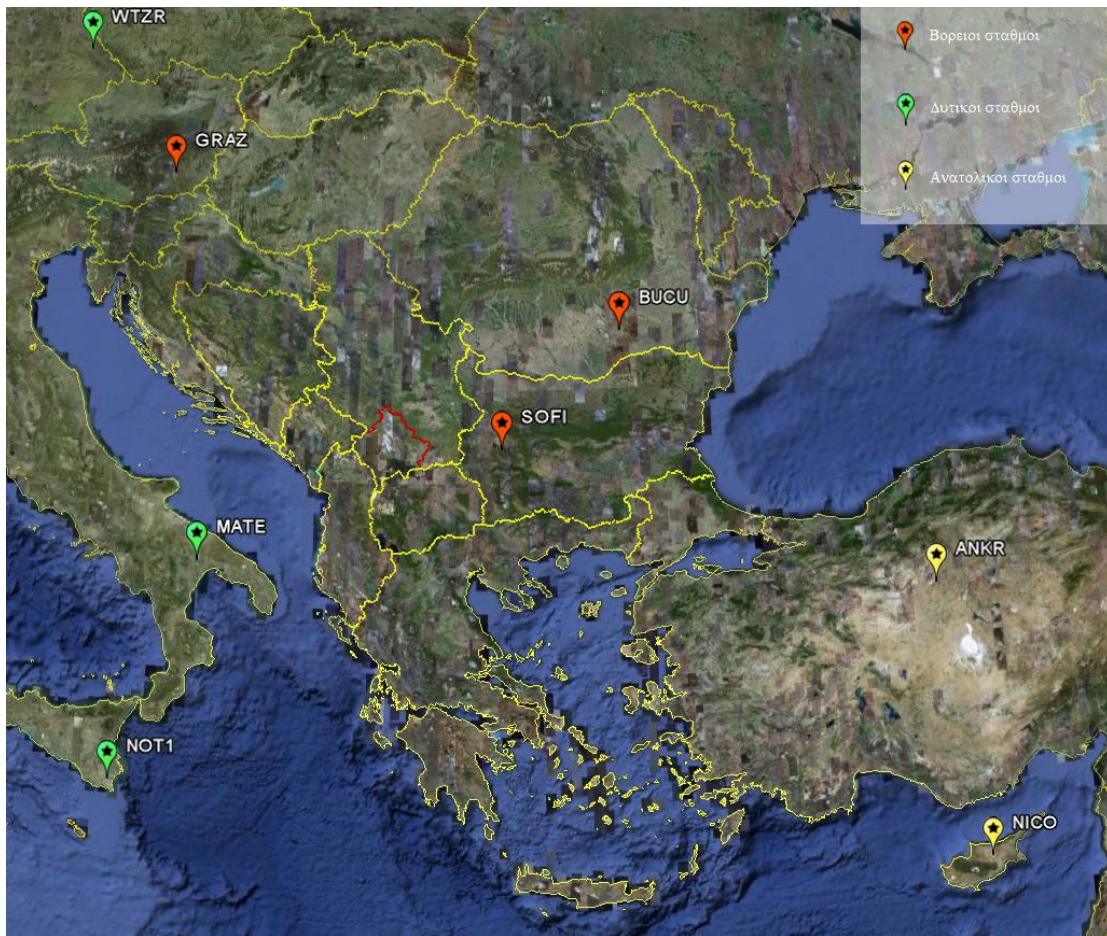 WTZR
Βορειοι σταθμοι
Δυτικοι σταθμοι
GRAZ
Ανατολικοι σταθμοι
BUCU
SOFI
MATE
ANKR
NOT1
NICO